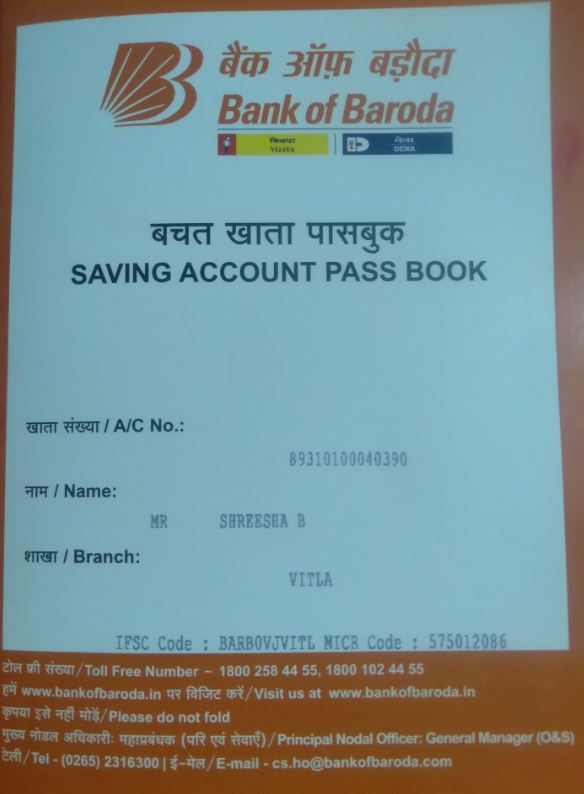 बैंक ऑफ़ बड़ौदा
Bank of Baroda
विजया VIJAYA देना DENA
बचत खाता पासबुक
SAVING ACCOUNT PASS BOOK
खाता संख्या / A/C No.:
89310100040390
नाम / Name:
MR SHREESHA B
शाखा / Branch:
VITLA
IFSC Code : BARB0VJVITL MICR Code : 575012086
टोल फ्री संख्या/Toll Free Number – 1800 258 44 55, 1800 102 44 55
हमें www.bankofbaroda.in पर विजिट करें/Visit us at www.bankofbaroda.in
कृपया इसे नहीं मोड़ें/Please do not fold
मुख्य नोडल अधिकारी: महाप्रबंधक (परि एवं सेवाएँ)/Principal Nodal Officer: General Manager (O&S)
टेली/Tel - (0265) 2316300 | ई-मेल/E-mail - cs.ho@bankofbaroda.com